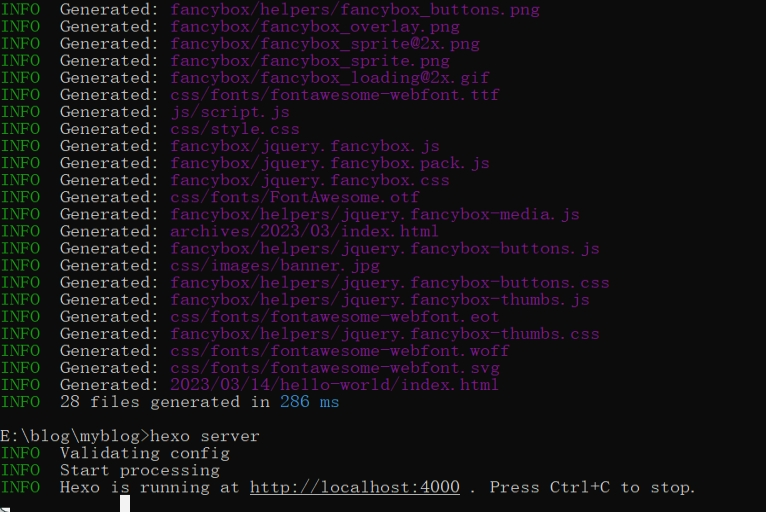 INFO  Generated: fancybox/helpers/fancybox_buttons.png
INFO  Generated: fancybox/fancybox_overlay.png
INFO  Generated: fancybox/fancybox_sprite@2x.png
INFO  Generated: fancybox/fancybox_sprite.png
INFO  Generated: fancybox/fancybox_loading@2x.gif
INFO  Generated: css/fonts/fontawesome-webfont.ttf
INFO  Generated: js/script.js
INFO  Generated: css/style.css
INFO  Generated: fancybox/jquery.fancybox.js
INFO  Generated: fancybox/jquery.fancybox.pack.js
INFO  Generated: fancybox/jquery.fancybox.css
INFO  Generated: css/fonts/FontAwesome.otf
INFO  Generated: fancybox/helpers/jquery.fancybox-media.js
INFO  Generated: archives/2023/03/index.html
INFO  Generated: fancybox/helpers/jquery.fancybox-buttons.js
INFO  Generated: css/images/banner.jpg
INFO  Generated: fancybox/helpers/jquery.fancybox-buttons.css
INFO  Generated: fancybox/helpers/jquery.fancybox-thumbs.js
INFO  Generated: css/fonts/fontawesome-webfont.eot
INFO  Generated: fancybox/helpers/jquery.fancybox-thumbs.css
INFO  Generated: css/fonts/fontawesome-webfont.woff
INFO  Generated: css/fonts/fontawesome-webfont.svg
INFO  Generated: 2023/03/14/hello-world/index.html
INFO  28 files generated in 286 ms
E:\blog\myblog>hexo server
INFO  Validating config
INFO  Start processing
INFO  Hexo is running at http://localhost:4000 . Press Ctrl+C to stop.